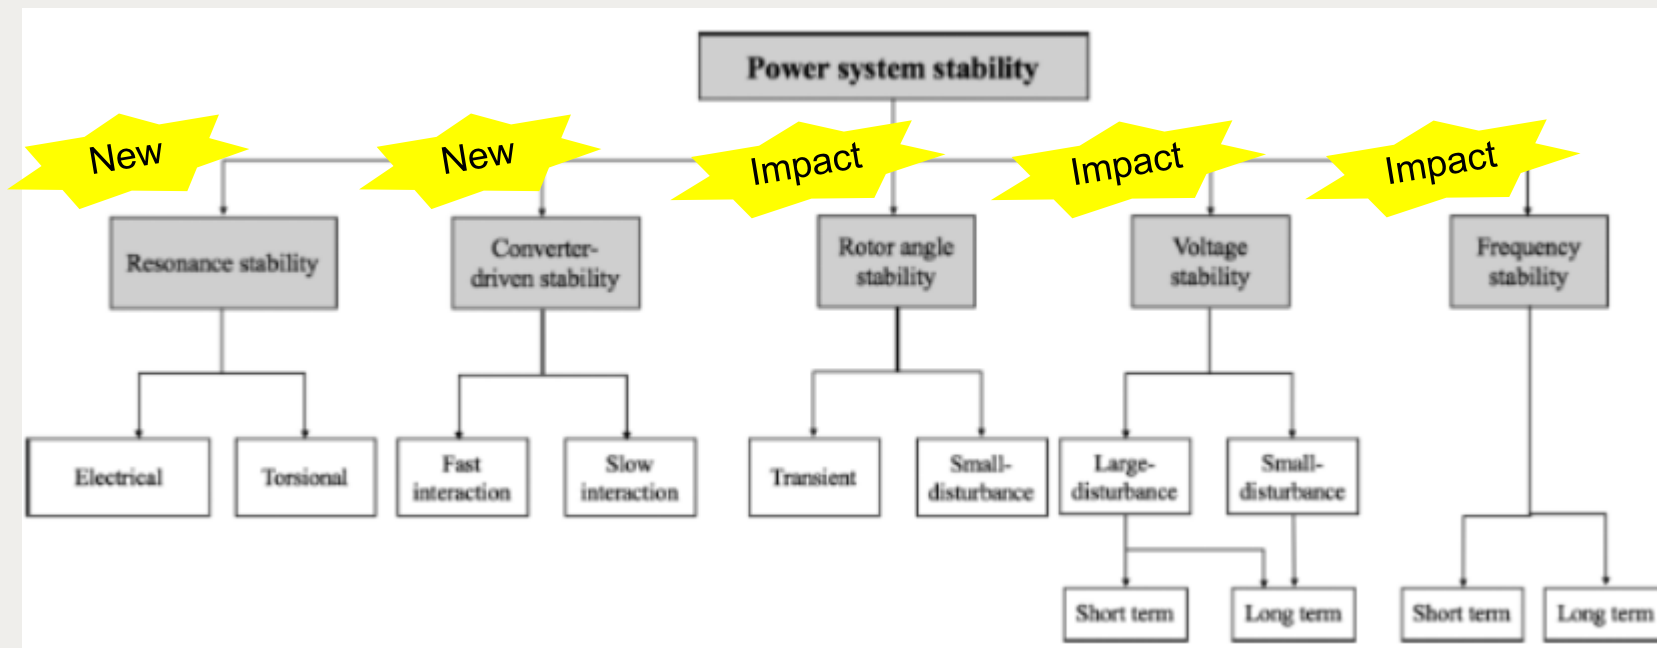 Power system stability
New
New
Impact
Impact
Impact
Resonance stability
Converter-
driven stability
Rotor angle
stability
Voltage
stability
Frequency
stability
Electrical
Torsional
Fast
interaction
Slow
interaction
Transient
Small-
disturbance
Large-
disturbance
Small-
disturbance
Short term
Long term
Short term
Long term